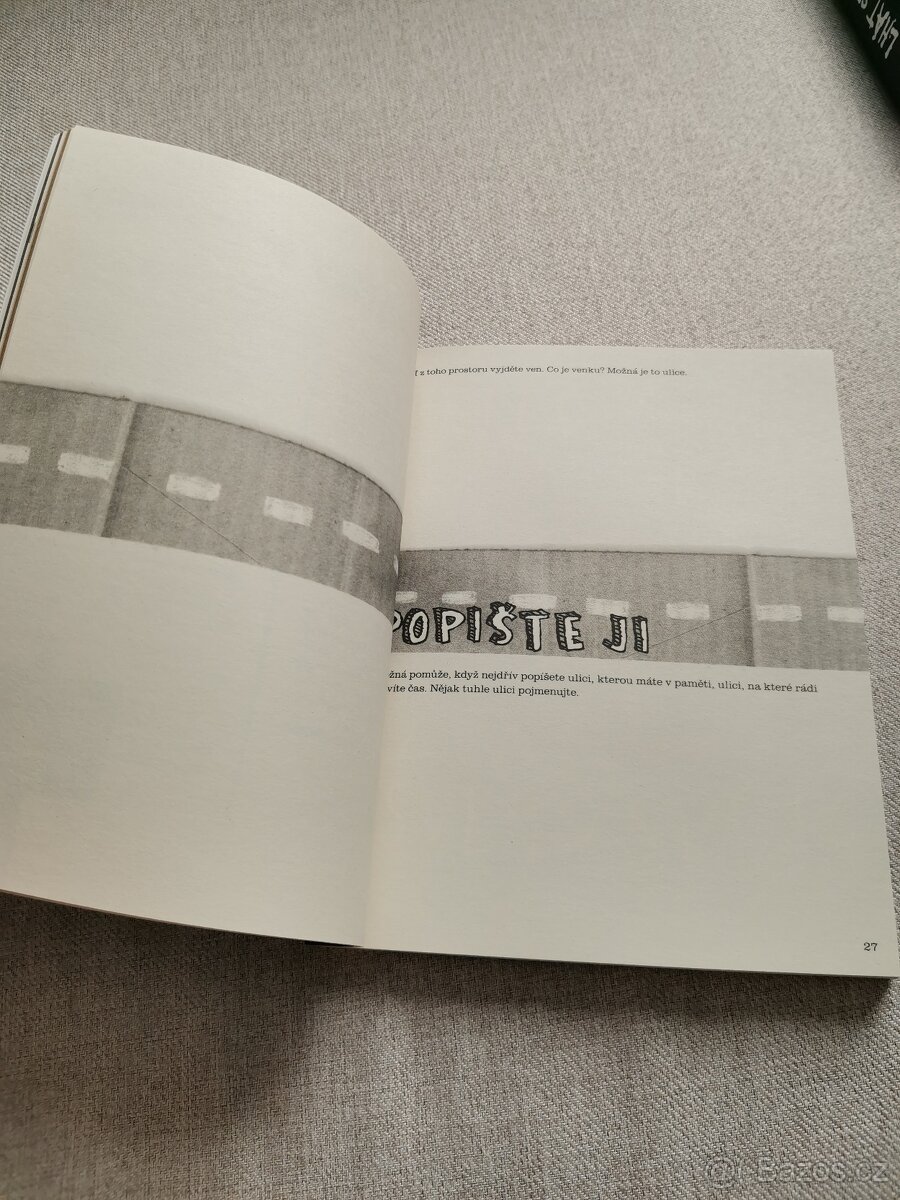 z toho prostoru vyjděte ven. Co je venku? Možná je to ulice.
POPIŠTE JI
žná pomůže, když nejdřív popíšete ulici, kterou máte v paměti, ulici, na které rádi
víte čas. Nějak tuhle ulici pojmenujte.
27
LHÁT
Bazos.cz